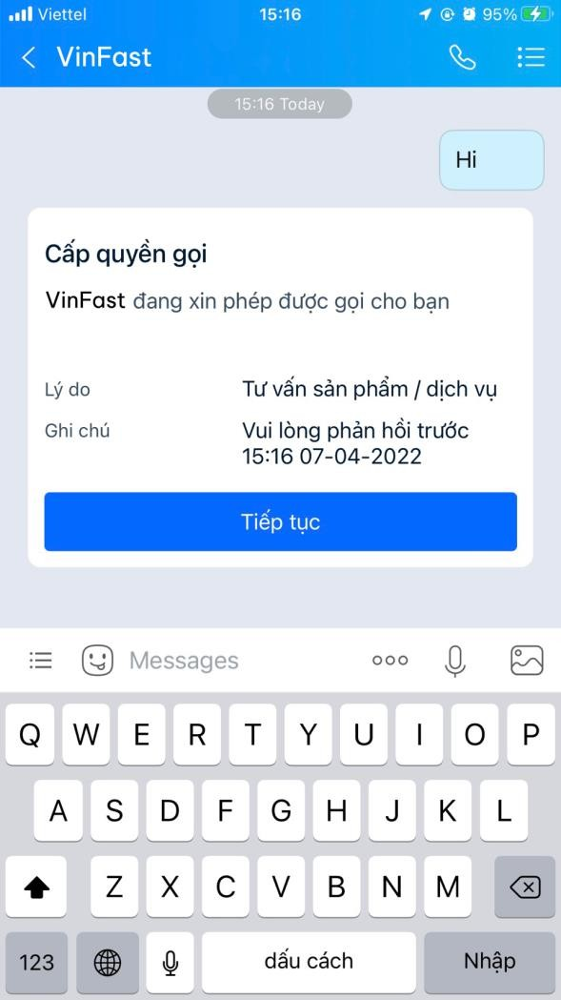 Viettel 15:16 95%
VinFast
15:16 Today
Hi
Cấp quyền gọi
VinFast đang xin phép được gọi cho bạn
Lý do Tư vấn sản phẩm / dịch vụ
Ghi chú Vui lòng phản hồi trước
15:16 07-04-2022
Tiếp tục
Messages
Q W E R T Y U I O P
A S D F G H J K L
Z X C V B N M
123 dấu cách Nhập